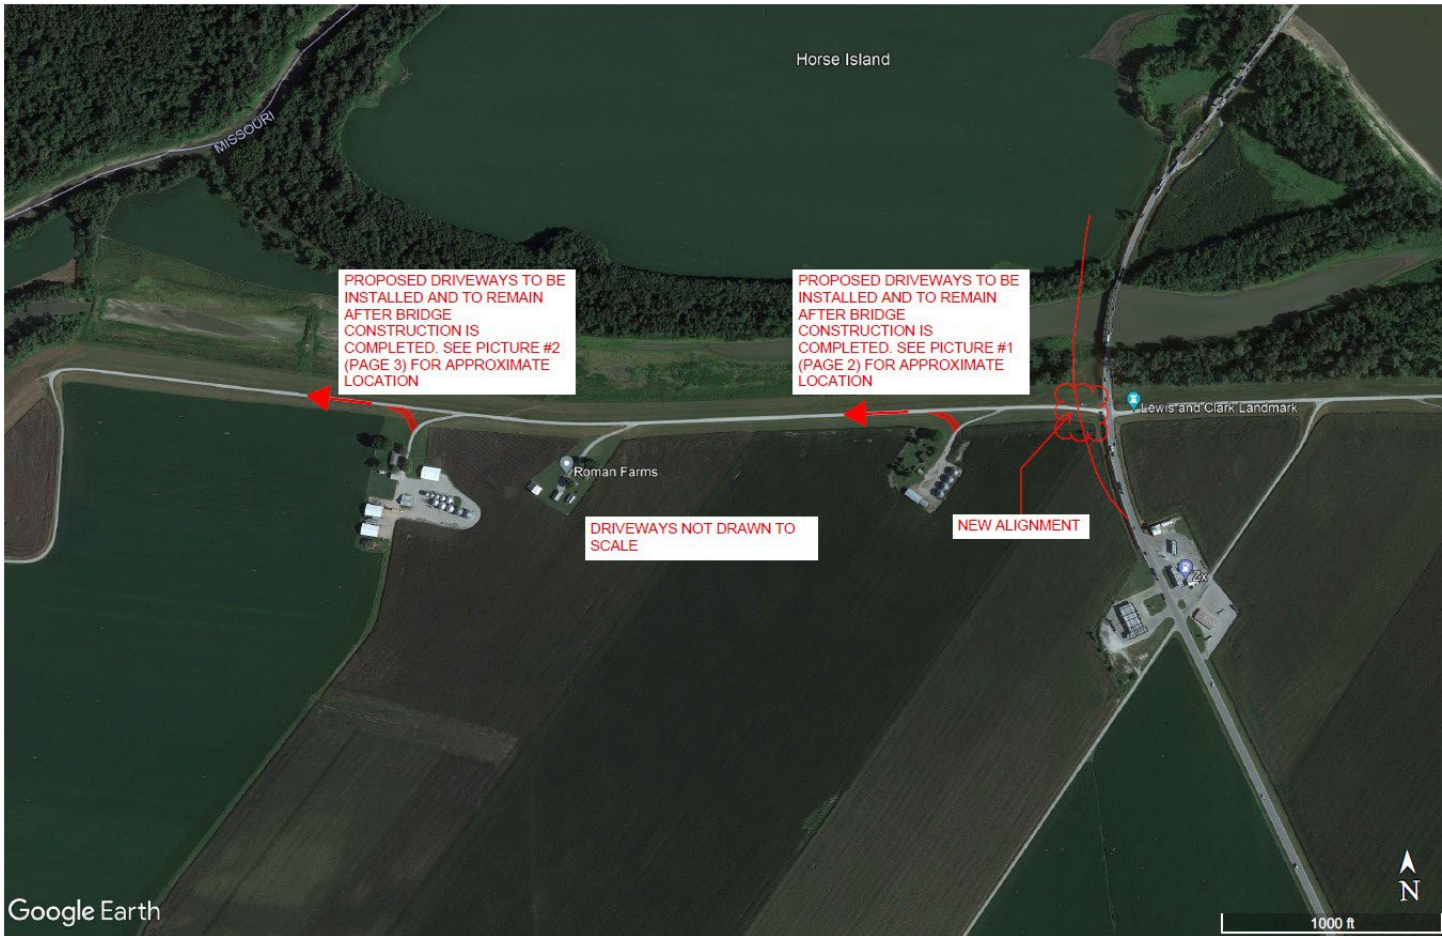 Horse Island
MISSOURI
PROPOSED DRIVEWAYS TO BE
INSTALLED AND TO REMAIN
AFTER BRIDGE
CONSTRUCTION IS
COMPLETED. SEE PICTURE #2
(PAGE 3) FOR APPROXIMATE
LOCATION
PROPOSED DRIVEWAYS TO BE
INSTALLED AND TO REMAIN
AFTER BRIDGE
CONSTRUCTION IS
COMPLETED. SEE PICTURE #1
(PAGE 2) FOR APPROXIMATE
LOCATION
Lewis and Clark Landmark
Roman Farms
DRIVEWAYS NOT DRAWN TO
SCALE
NEW ALIGNMENT
Zx
Google Earth
N
1000 ft